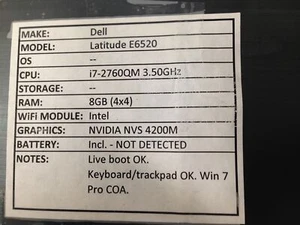 MAKE: Dell
MODEL: Latitude E6520
OS --
CPU: i7-2760QM 3.50GHz
STORAGE: --
RAM: 8GB (4x4)
WiFi MODULE: Intel
GRAPHICS: NVIDIA NVS 4200M
BATTERY: Incl. - NOT DETECTED
NOTES: Live boot OK.
Keyboard/trackpad OK. Win 7
Pro COA.